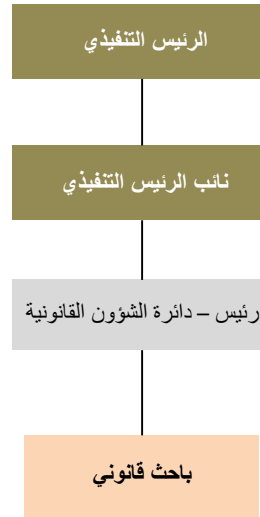 الرئيس التنفيذي
نائب الرئيس التنفيذي
رئيس – دائرة الشؤون القانونية
باحث قانوني